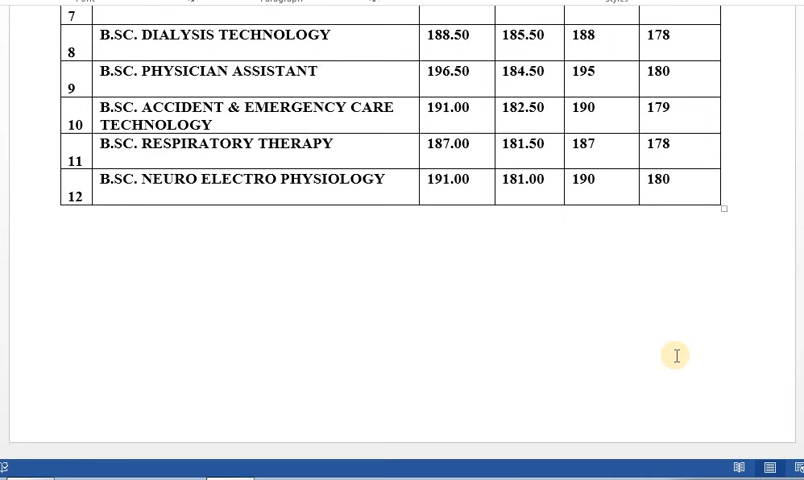 7
B.SC. DIALYSIS TECHNOLOGY 188.50 185.50 188 178
8
B.SC. PHYSICIAN ASSISTANT 196.50 184.50 195 180
9
B.SC. ACCIDENT & EMERGENCY CARE 191.00 182.50 190 179
10 TECHNOLOGY
B.SC. RESPIRATORY THERAPY 187.00 181.50 187 178
11
B.SC. NEURO ELECTRO PHYSIOLOGY 191.00 181.00 190 180
12